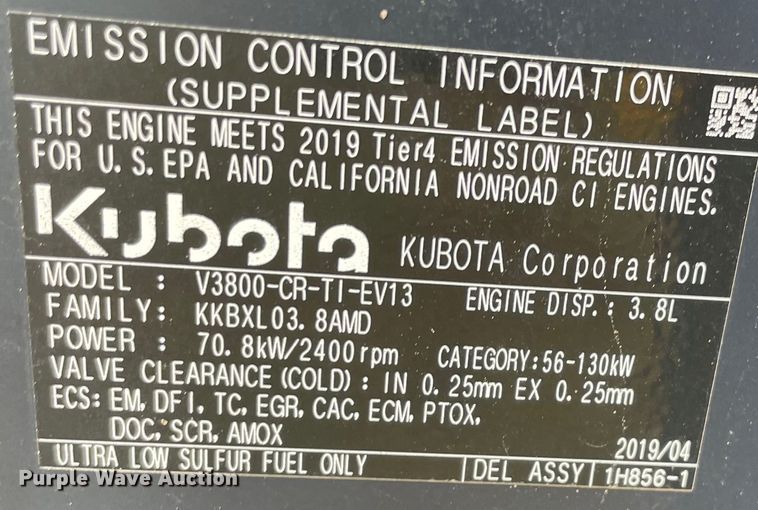 EMISSION CONTROL INFORMATION
(SUPPLEMENTAL LABEL)
THIS ENGINE MEETS 2019 Tier4 EMISSION REGULATIONS
FOR U.S.EPA AND CALIFORNIA NONROAD CI ENGINES.
Kubota KUBOTA Corporation
MODEL : V3800-CR-TI-EV13 ENGINE DISP.: 3.8L
FAMILY: KKBXL03.8AMD
POWER : 70.8kW/2400rpm CATEGORY:56-130kW
VALVE CLEARANCE(COLD): IN 0.25mm EX 0.25mm
ECS: EM, DFI, TC, EGR, CAC, ECM, PTOX,
DOC, SCR, AMOX 2019/04
ULTRA LOW SULFUR FUEL ONLY DEL ASSY 1H856-1
Purple Wave Auction